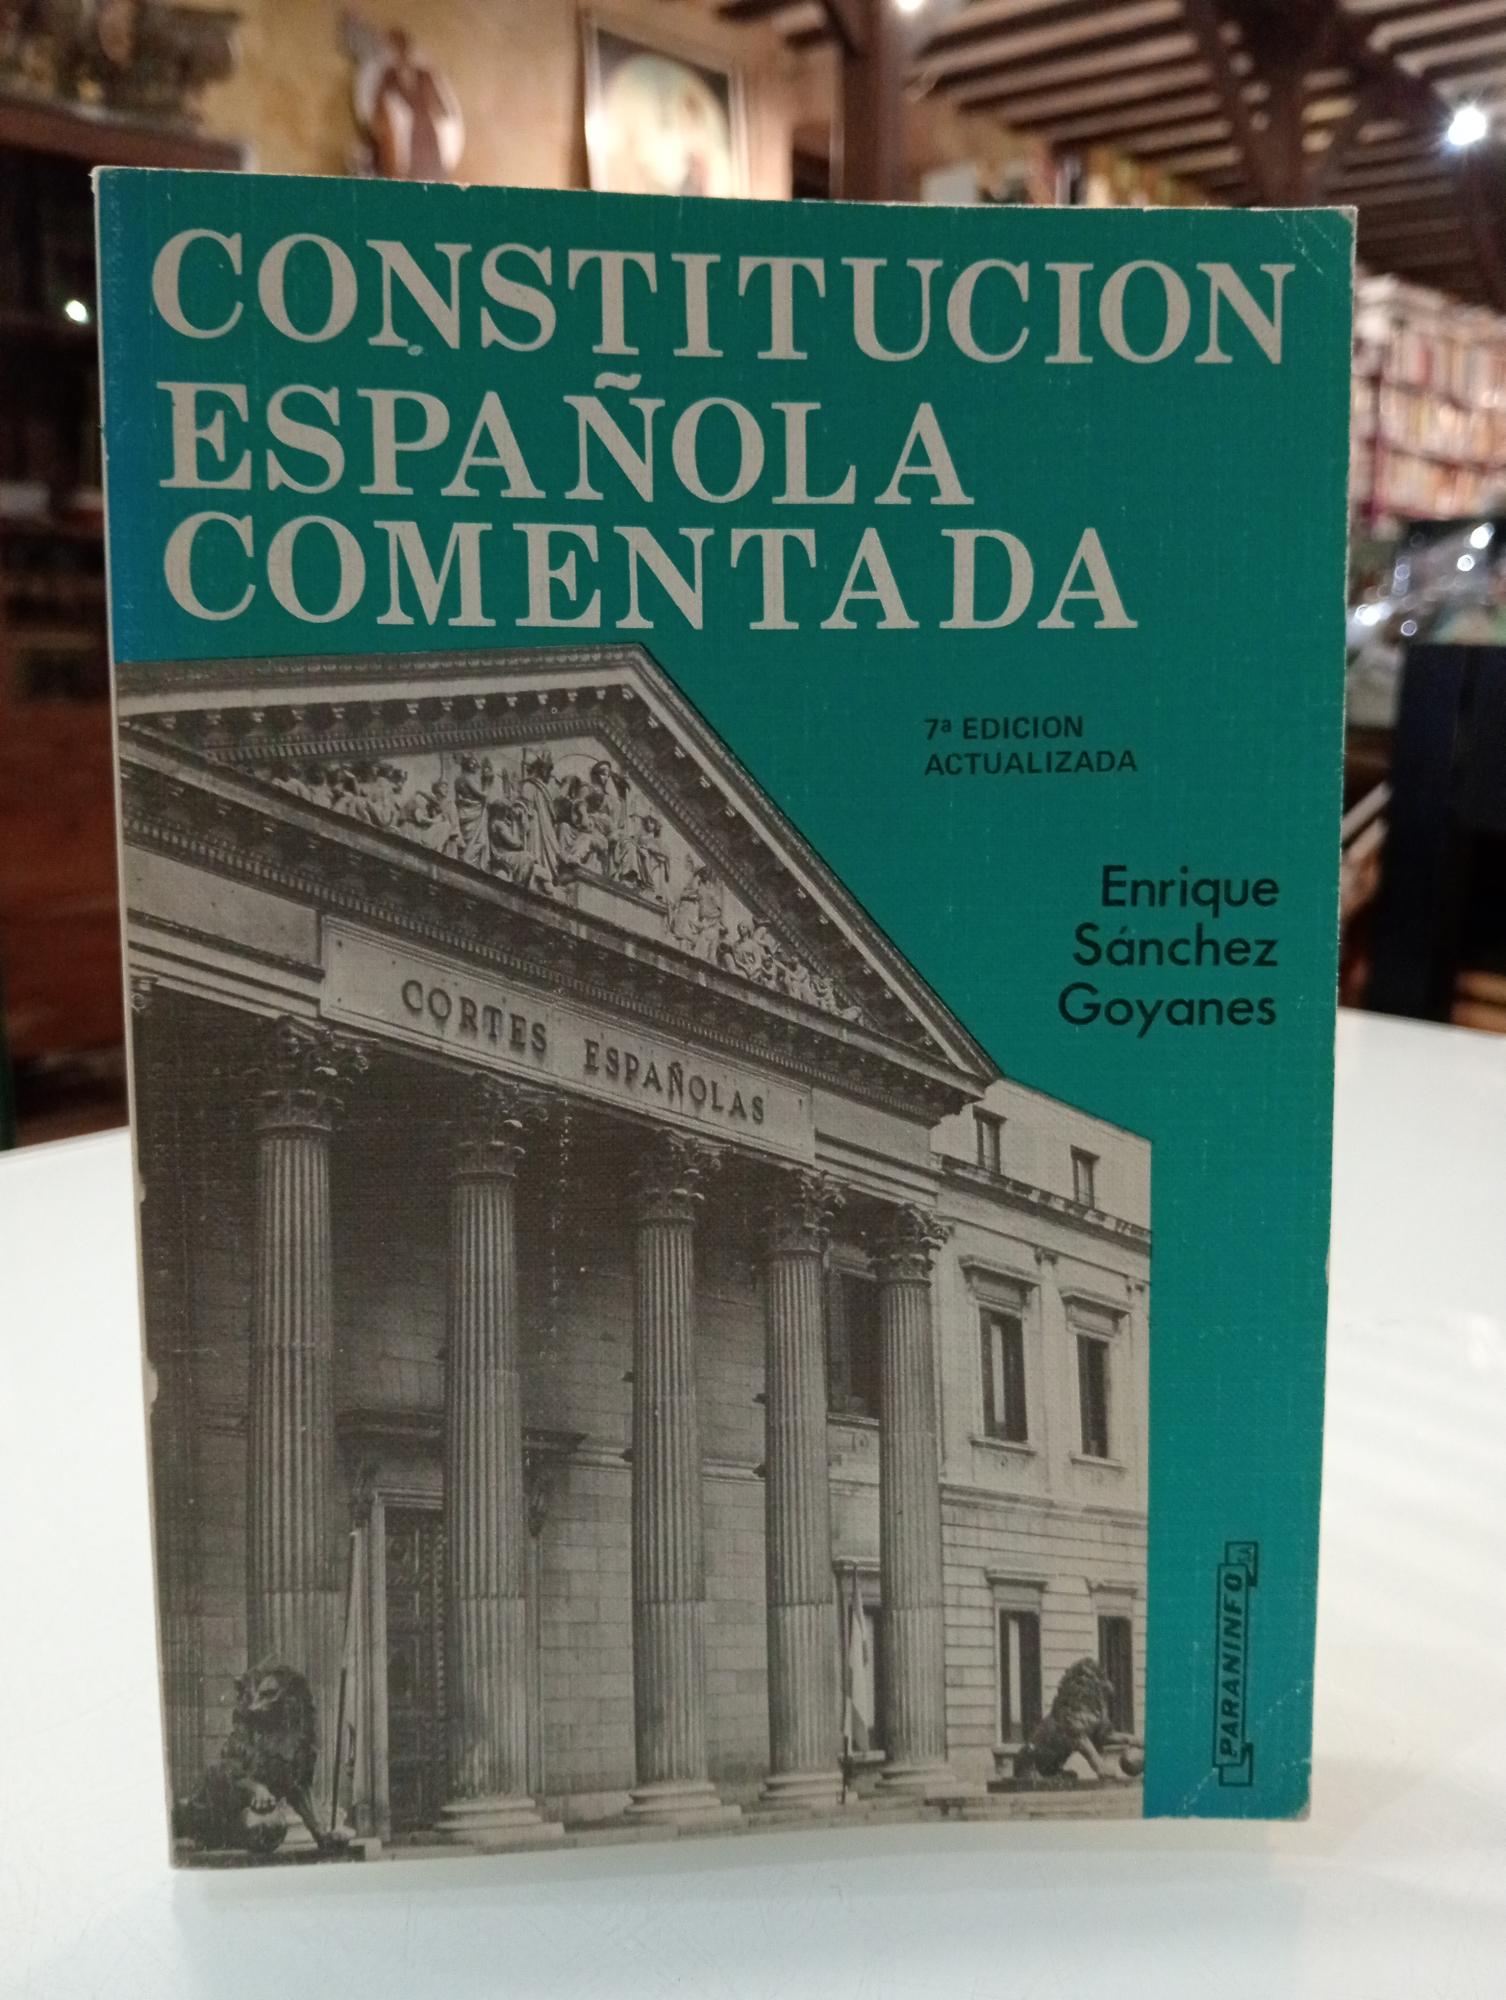 CONSTITUCION
ESPAÑOLA
COMENTADA
7ª EDICION
ACTUALIZADA
Enrique
Sánchez
Goyanes
CORTES ESPAÑOLAS
PARANINFO